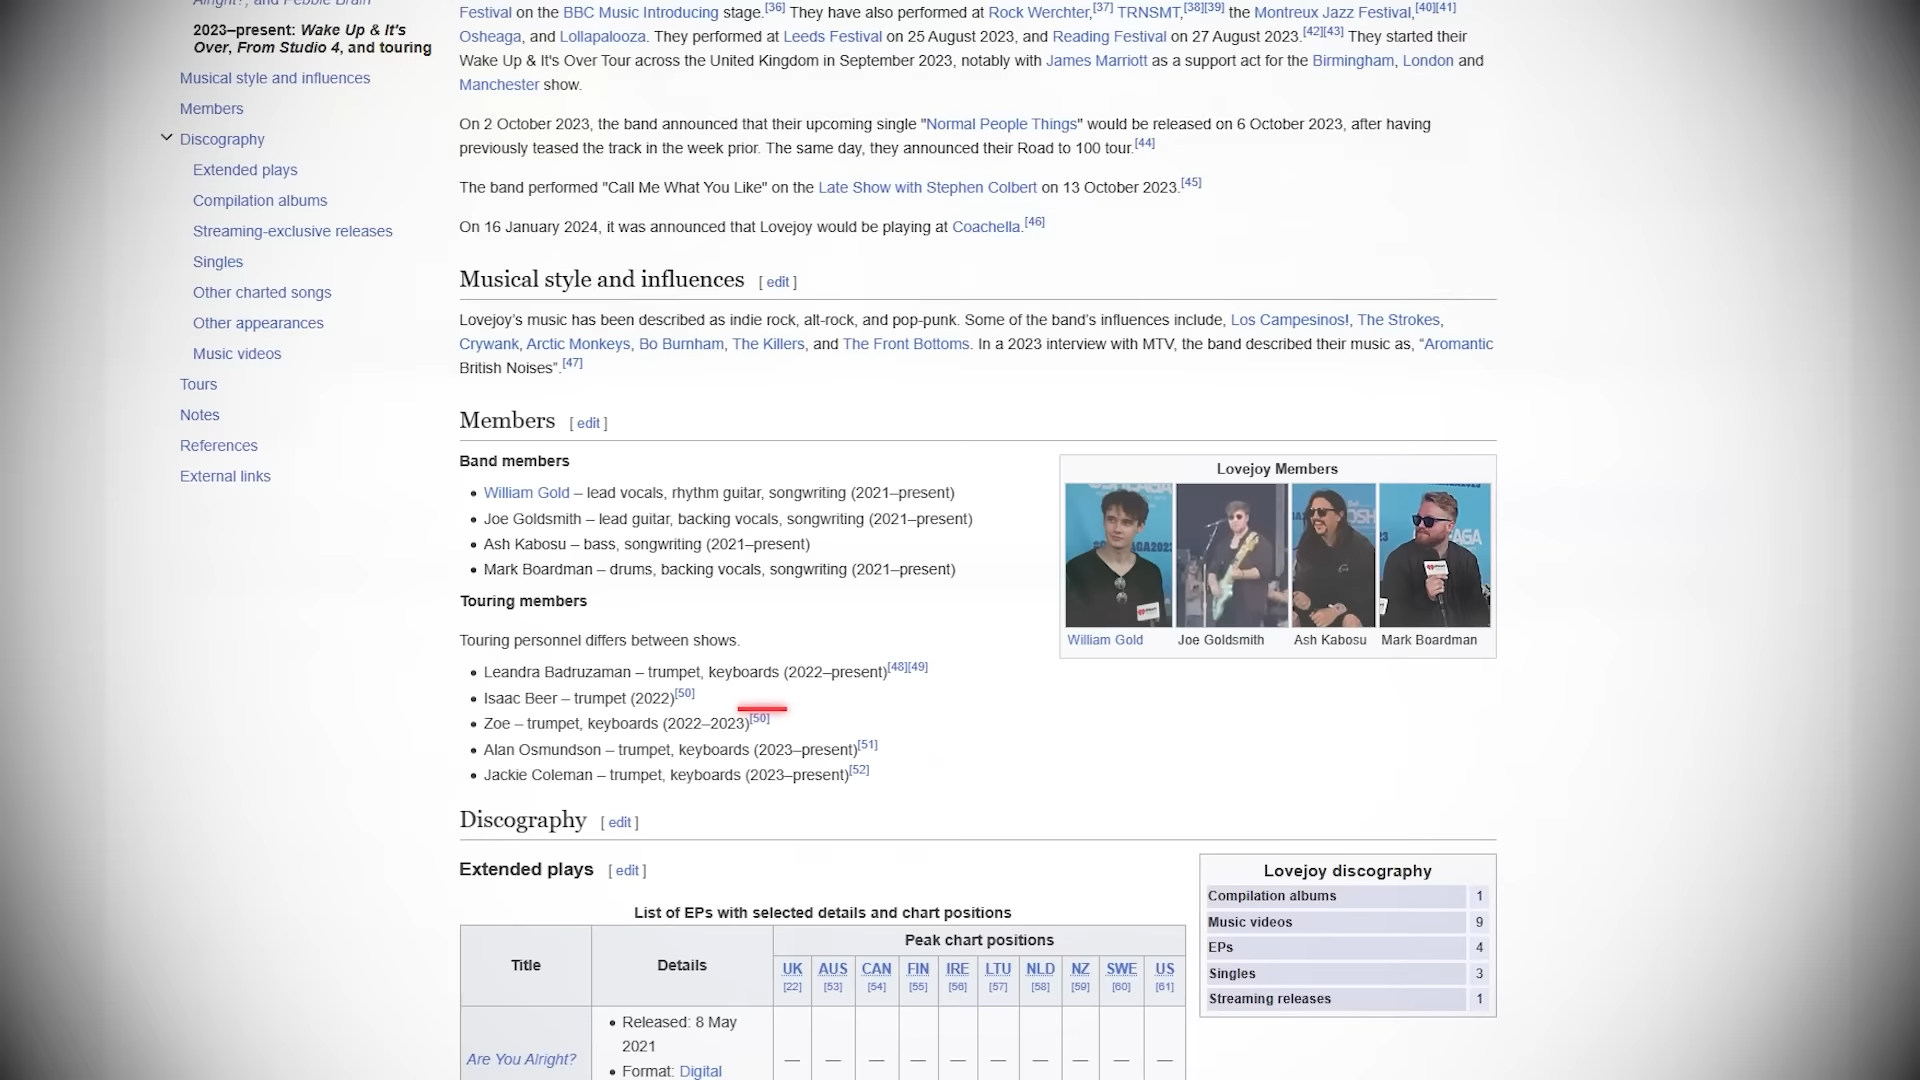 Alright?, and Pebble Brain
2023–present: Wake Up & It's
Over, From Studio 4, and touring
Musical style and influences
Members
Discography
Extended plays
Compilation albums
Streaming-exclusive releases
Singles
Other charted songs
Other appearances
Music videos
Tours
Notes
References
External links
Festival on the BBC Music Introducing stage.[36] They have also performed at Rock Werchter,[37] TRNSMT,[38][39] the Montreux Jazz Festival,[40][41]
Osheaga, and Lollapalooza. They performed at Leeds Festival on 25 August 2023, and Reading Festival on 27 August 2023.[42][43] They started their
Wake Up & It's Over Tour across the United Kingdom in September 2023, notably with James Marriott as a support act for the Birmingham, London and
Manchester show.
On 2 October 2023, the band announced that their upcoming single "Normal People Things" would be released on 6 October 2023, after having
previously teased the track in the week prior. The same day, they announced their Road to 100 tour.[44]
The band performed "Call Me What You Like" on the Late Show with Stephen Colbert on 13 October 2023.[45]
On 16 January 2024, it was announced that Lovejoy would be playing at Coachella.[46]
Musical style and influences [ edit ]
Lovejoy's music has been described as indie rock, alt-rock, and pop-punk. Some of the band's influences include, Los Campesinos!, The Strokes,
Crywank, Arctic Monkeys, Bo Burnham, The Killers, and The Front Bottoms. In a 2023 interview with MTV, the band described their music as, “Aromantic
British Noises”.[47]
Members [ edit ]
Band members
• William Gold – lead vocals, rhythm guitar, songwriting (2021–present)
• Joe Goldsmith – lead guitar, backing vocals, songwriting (2021–present)
• Ash Kabosu – bass, songwriting (2021–present)
• Mark Boardman – drums, backing vocals, songwriting (2021–present)
Touring members
Touring personnel differs between shows.
• Leandra Badruzaman – trumpet, keyboards (2022–present)[48][49]
• Isaac Beer – trumpet (2022)[50]
• Zoe – trumpet, keyboards (2022–2023)[50]
• Alan Osmundson – trumpet, keyboards (2023–present)[51]
• Jackie Coleman – trumpet, keyboards (2023–present)[52]
Lovejoy Members
William Gold Joe Goldsmith Ash Kabosu Mark Boardman
Discography [ edit ]
Extended plays [ edit ]
List of EPs with selected details and chart positions
Title Details Peak chart positions
UK AUS CAN FIN IRE LTU NLD NZ SWE US
[22] [53] [54] [55] [56] [57] [58] [59] [60] [61]
Are You Alright?
• Released: 8 May
2021
• Format: Digital
— — — — — — — — — —
Lovejoy discography
Compilation albums 1
Music videos 9
EPs 4
Singles 3
Streaming releases 1